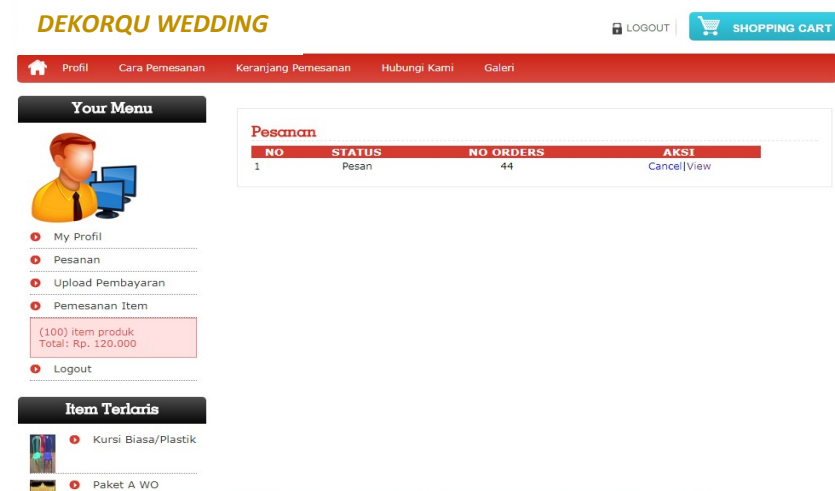 DEKORQU WEDDING
LOGOUT
SHOPPING CART
Profil Cara Pemesanan Keranjang Pemesanan Hubungi Kami Galeri
Your Menu
My Profil
Pesanan
Upload Pembayaran
Pemesanan Item
(100) item produk
Total: Rp. 120.000
Logout
Item Terlaris
Kursi Biasa/Plastik
Paket A WO
Pesanan
NO STATUS NO ORDERS AKSI
1 Pesan 44 Cancel|View